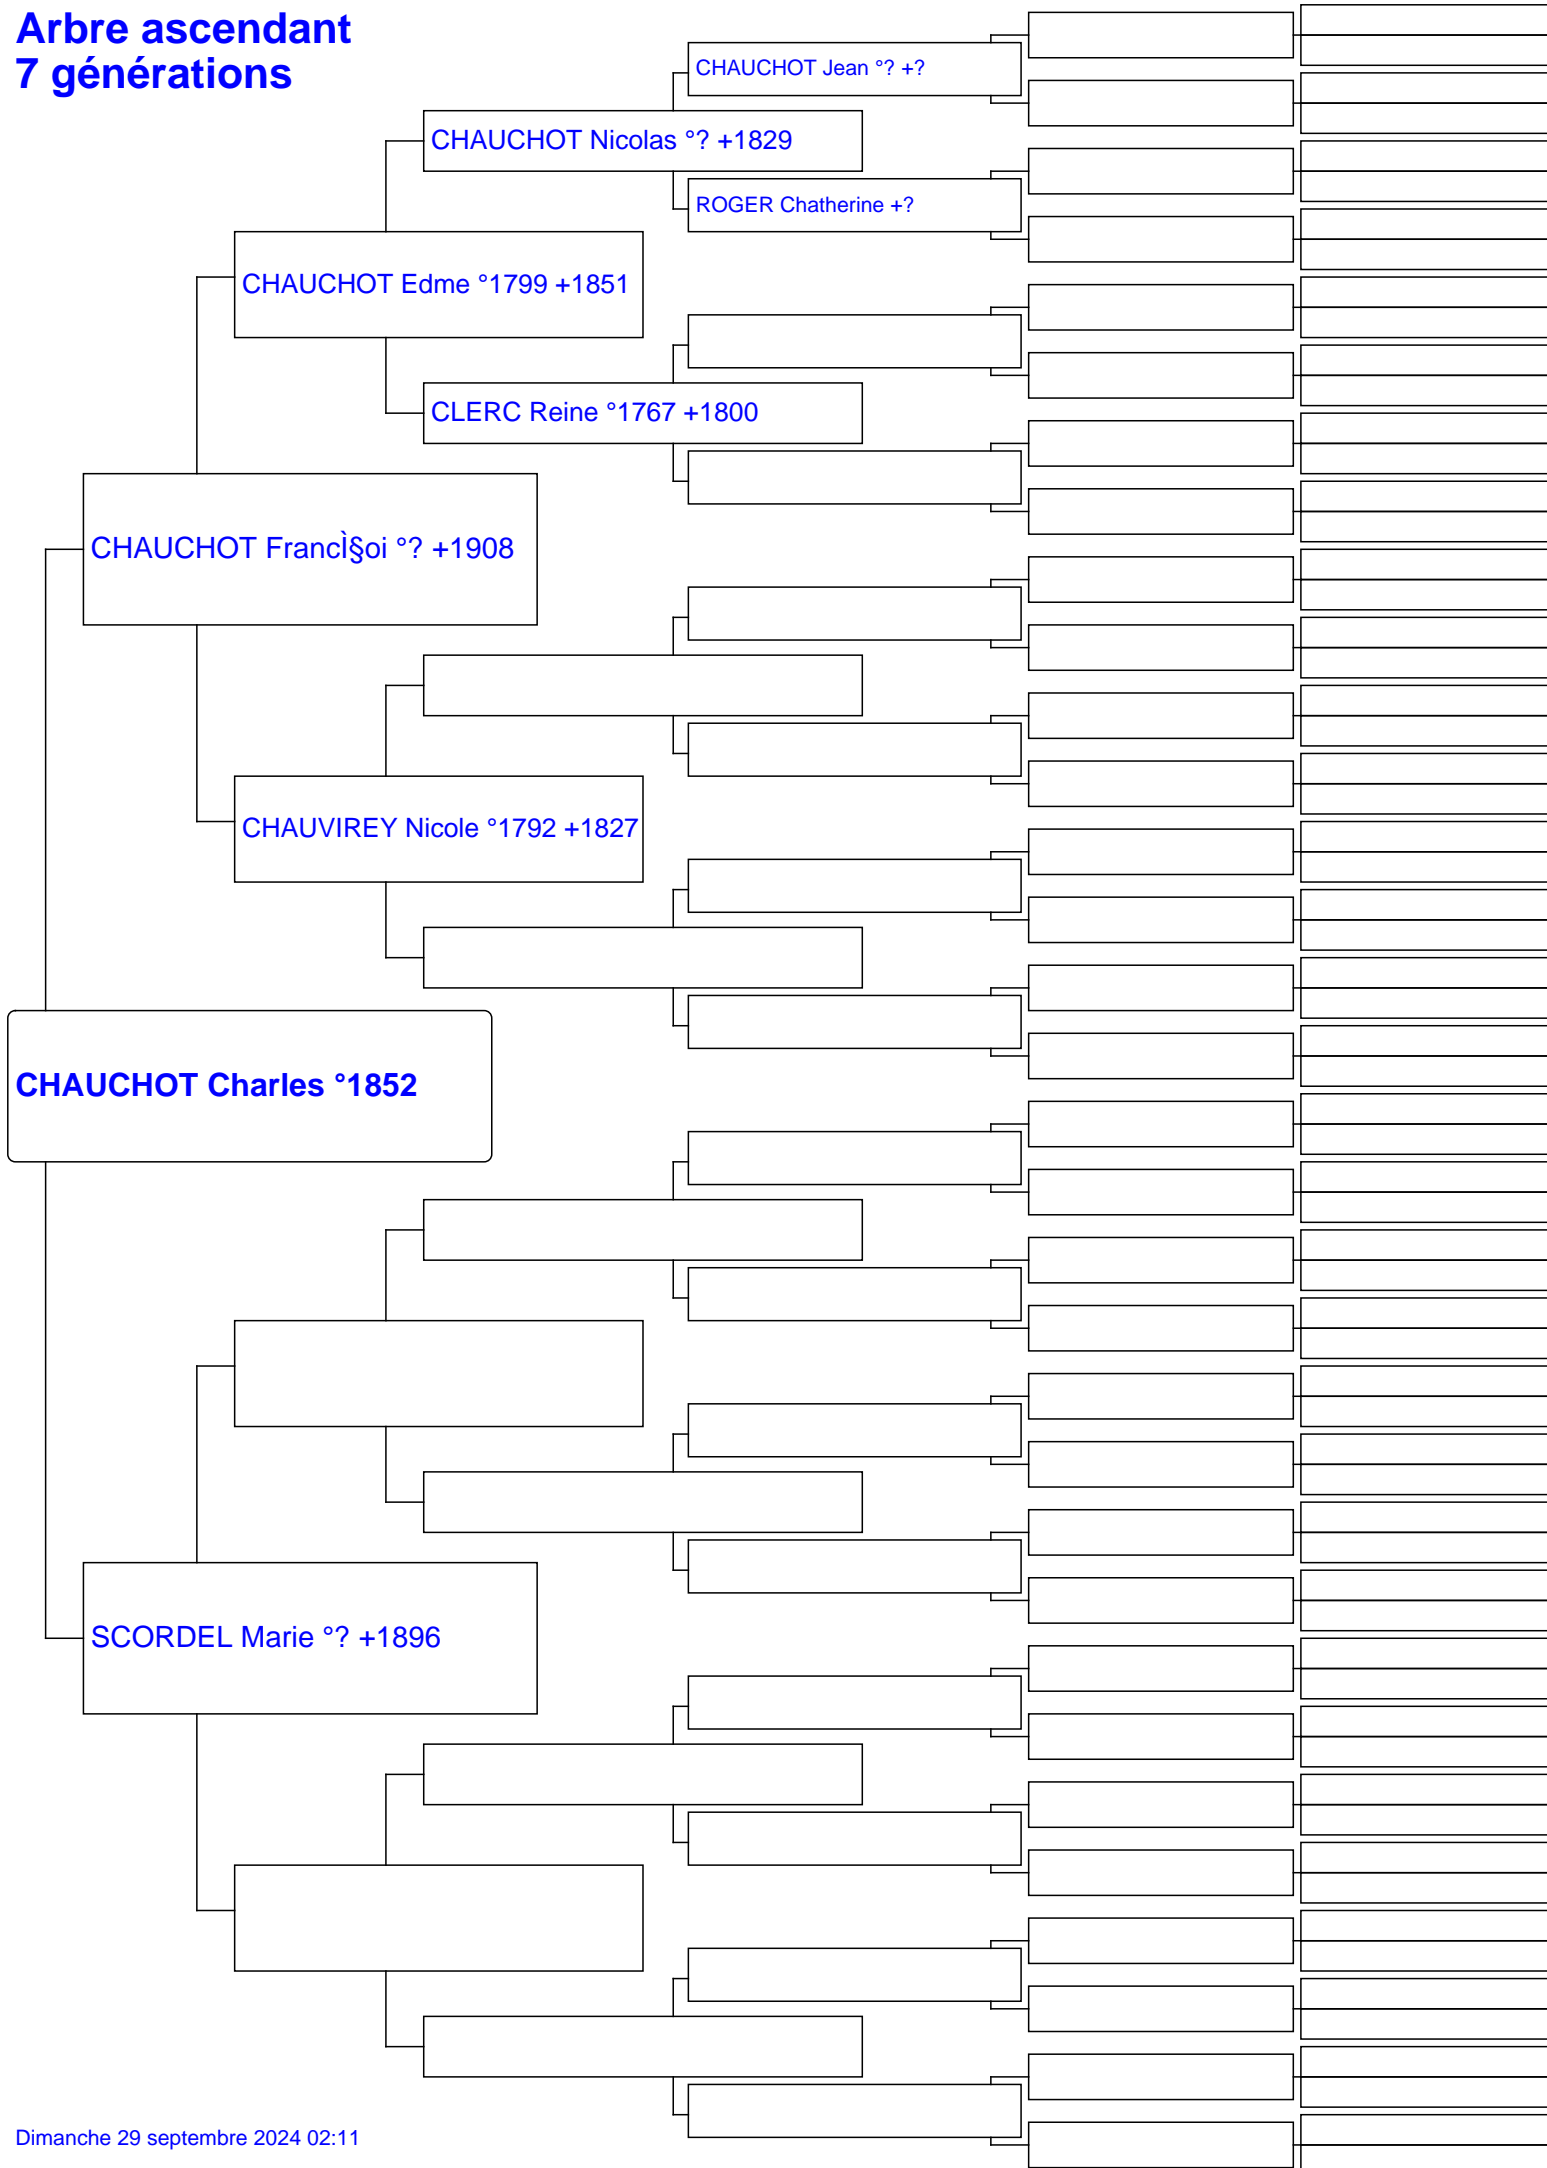 Arbre ascendant
7 générations
CHAUCHOT Jean °? +?
CHAUCHOT Nicolas °? +1829
ROGER Chatherine +?
CHAUCHOT Edme °1799 +1851
CLERC Reine °1767 +1800
CHAUCHOT Franci̧§oi °? +1908
CHAUVIREY Nicole °1792 +1827
CHAUCHOT Charles °1852
SCORDEL Marie °? +1896
Dimanche 29 septembre 2024 02:11